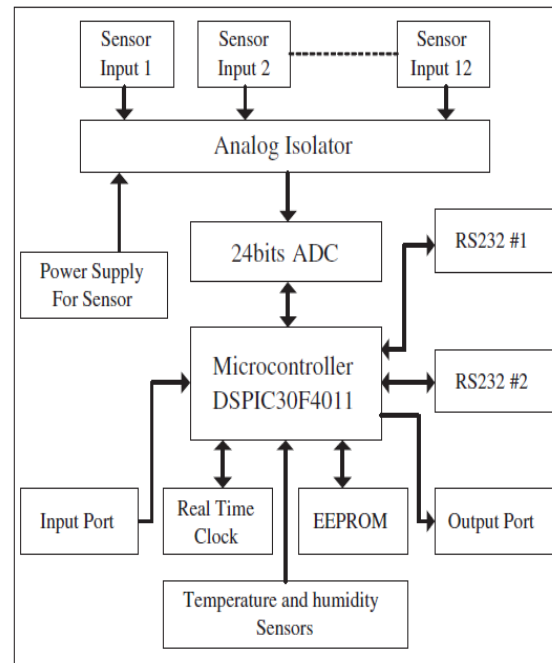 Sensor
Input 1
Sensor
Input 2
Sensor
Input 12
Analog Isolator
Power Supply
For Sensor
24bits ADC
RS232 #1
Microcontroller
DSPIC30F4011
RS232 #2
Input Port
Real Time
Clock
EEPROM
Output Port
Temperature and humidity
Sensors